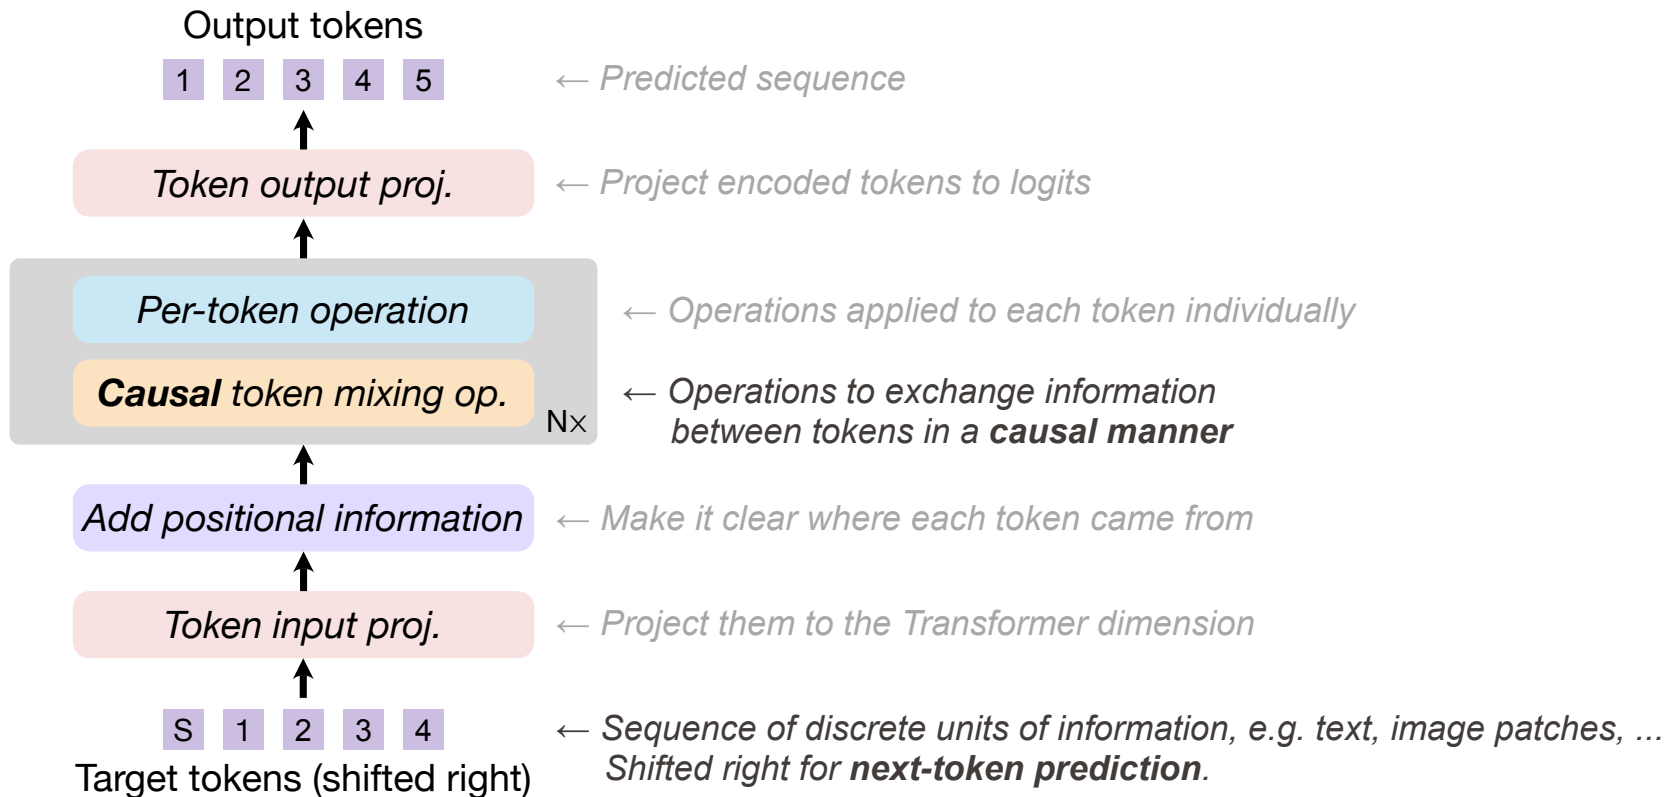 Output tokens
1 2 3 4 5
← Predicted sequence
Token output proj.
← Project encoded tokens to logits
Per-token operation
← Operations applied to each token individually
Causal token mixing op.
N×
← Operations to exchange information
between tokens in a causal manner
Add positional information
← Make it clear where each token came from
Token input proj.
← Project them to the Transformer dimension
S 1 2 3 4
Target tokens (shifted right)
← Sequence of discrete units of information, e.g. text, image patches, ...
Shifted right for next-token prediction.